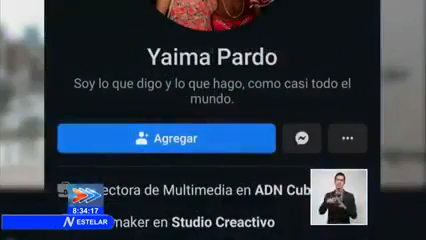 Yaima Pardo
Soy lo que digo y lo que hago, como casi todo el
mundo.
Agregar
ectora de Multimedia en ADN Cub
maker en Studio Creactivo
8:34:17
N ESTELAR